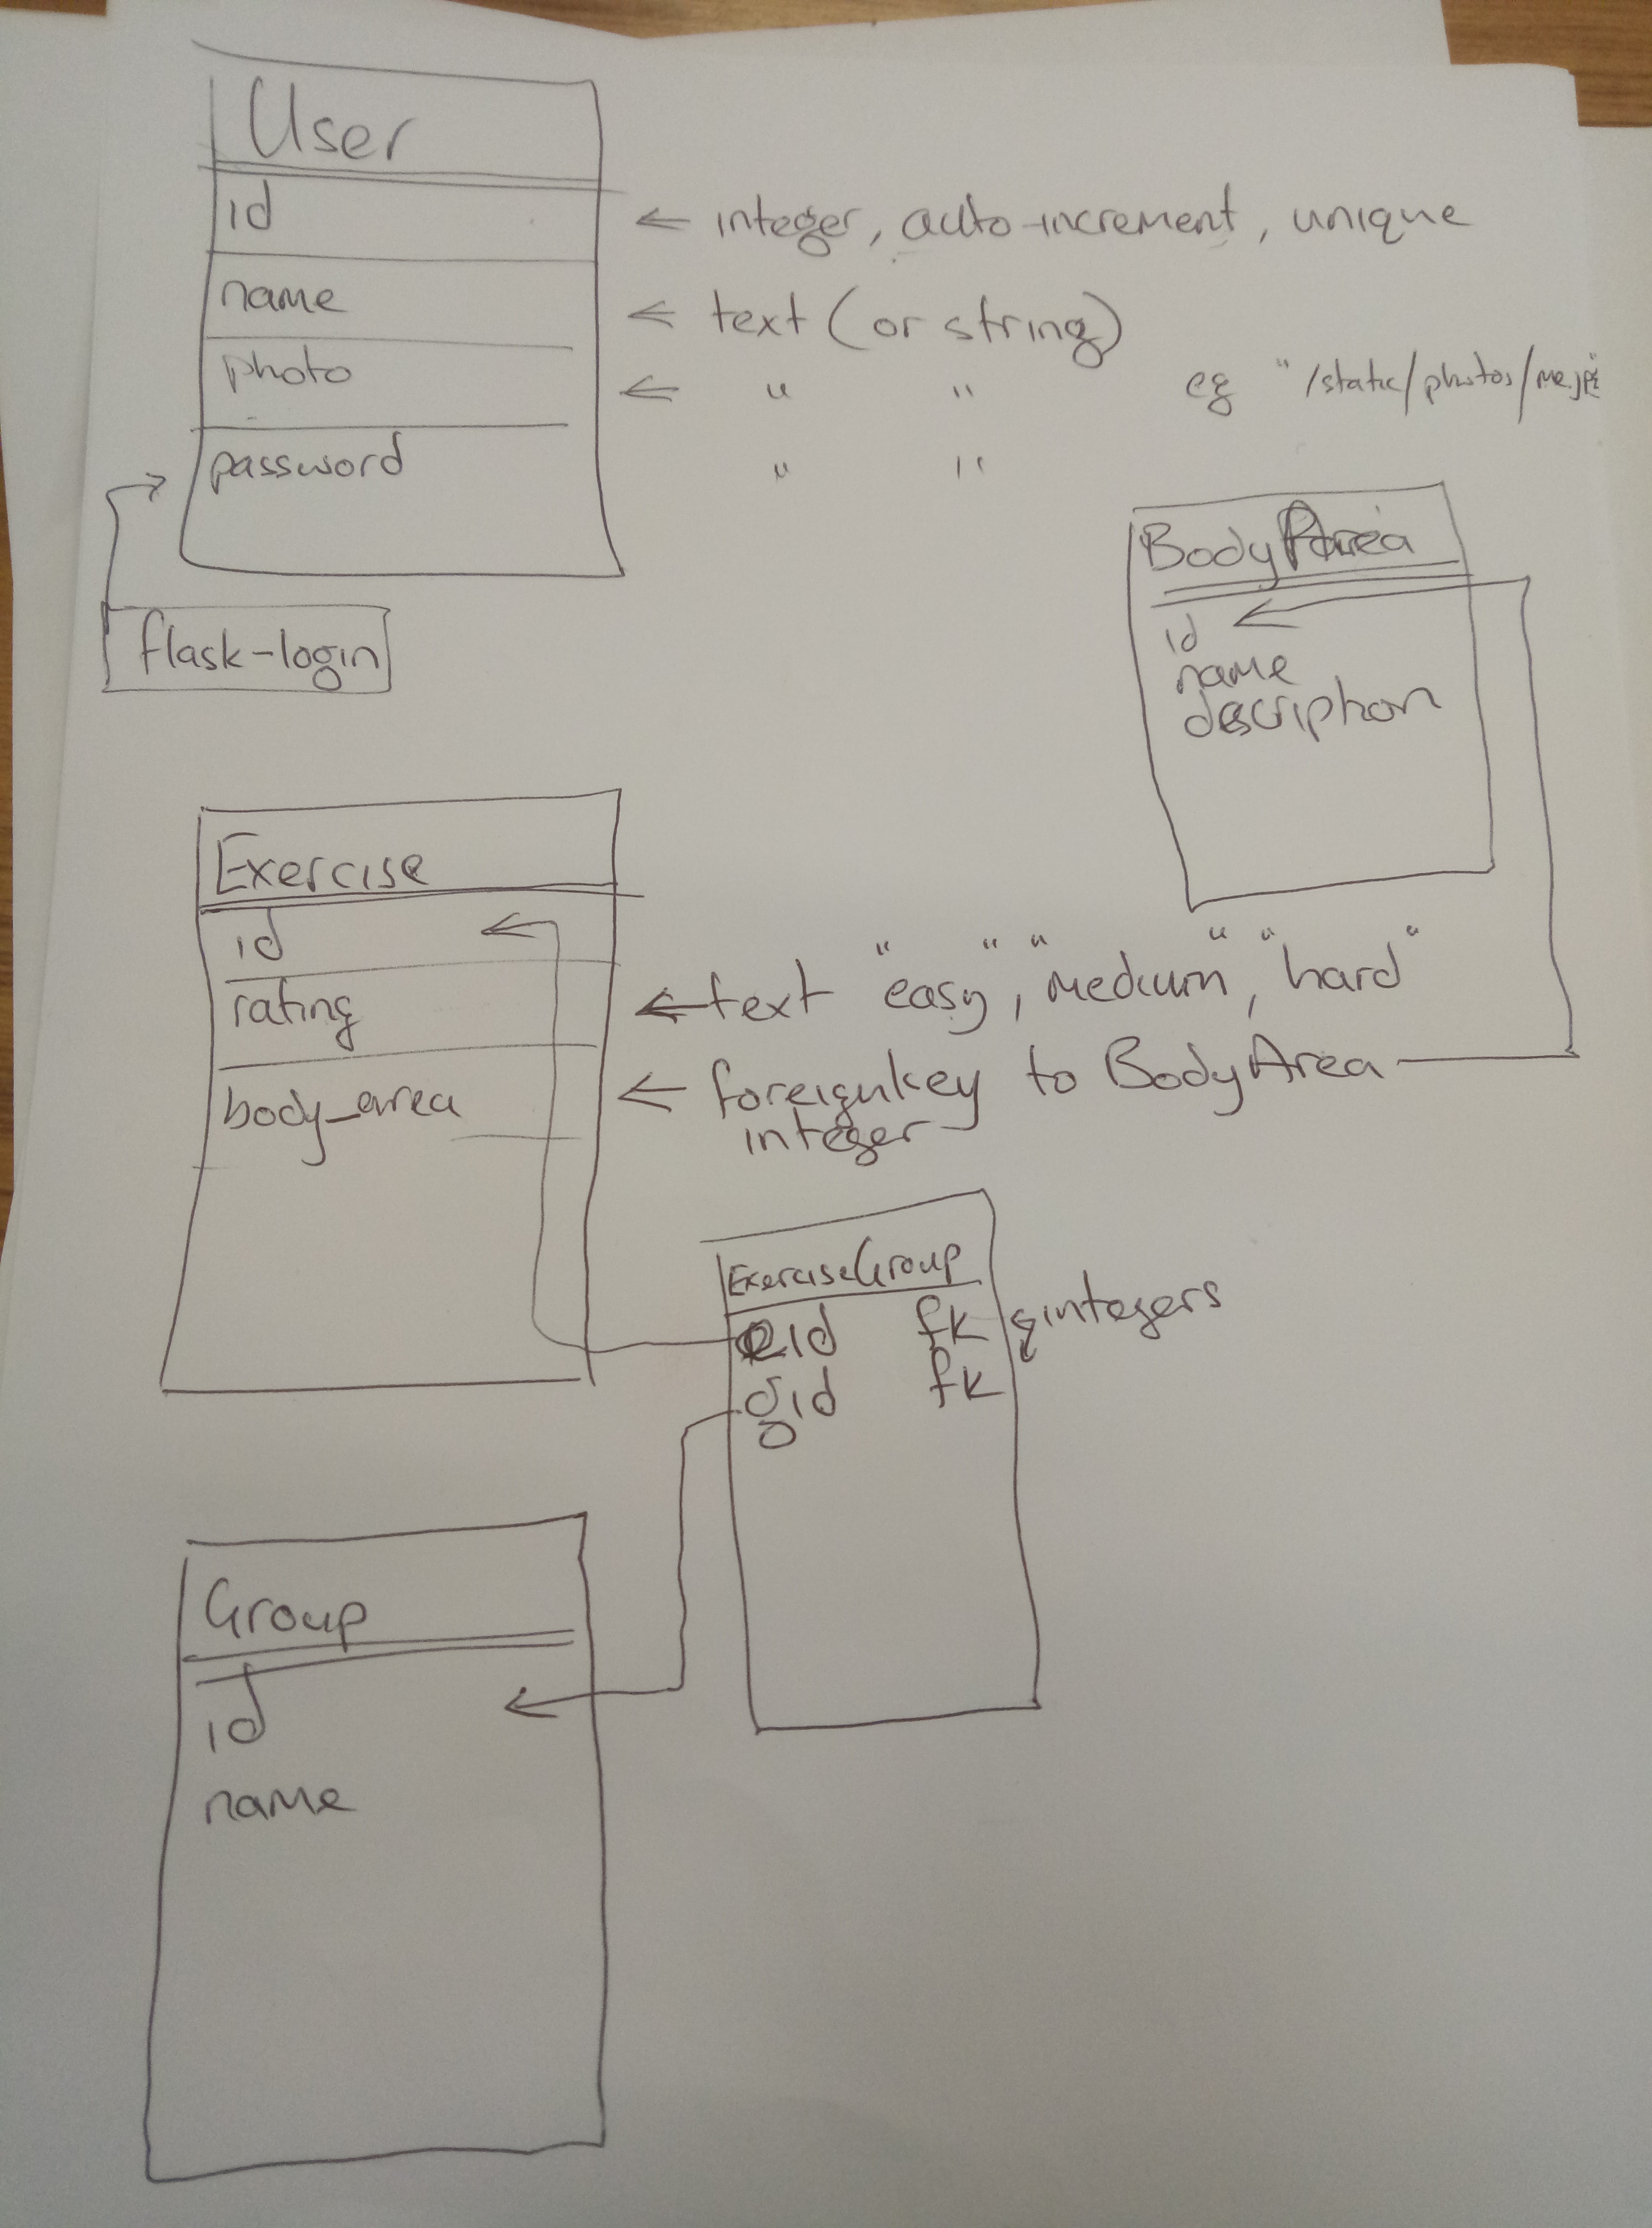 User
id ← integer, auto-increment, unique
name ← text (or string)
photo ← " " eg "/static/photos/me.jpg"
password " "
flask-login
BodyArea
id
name
description
Exercise
id
rating ← text "easy", "medium", "hard"
body_area ← foreignkey to BodyArea
integer
ExerciseGroup
eid fk integers
gid fk
Group
id
name